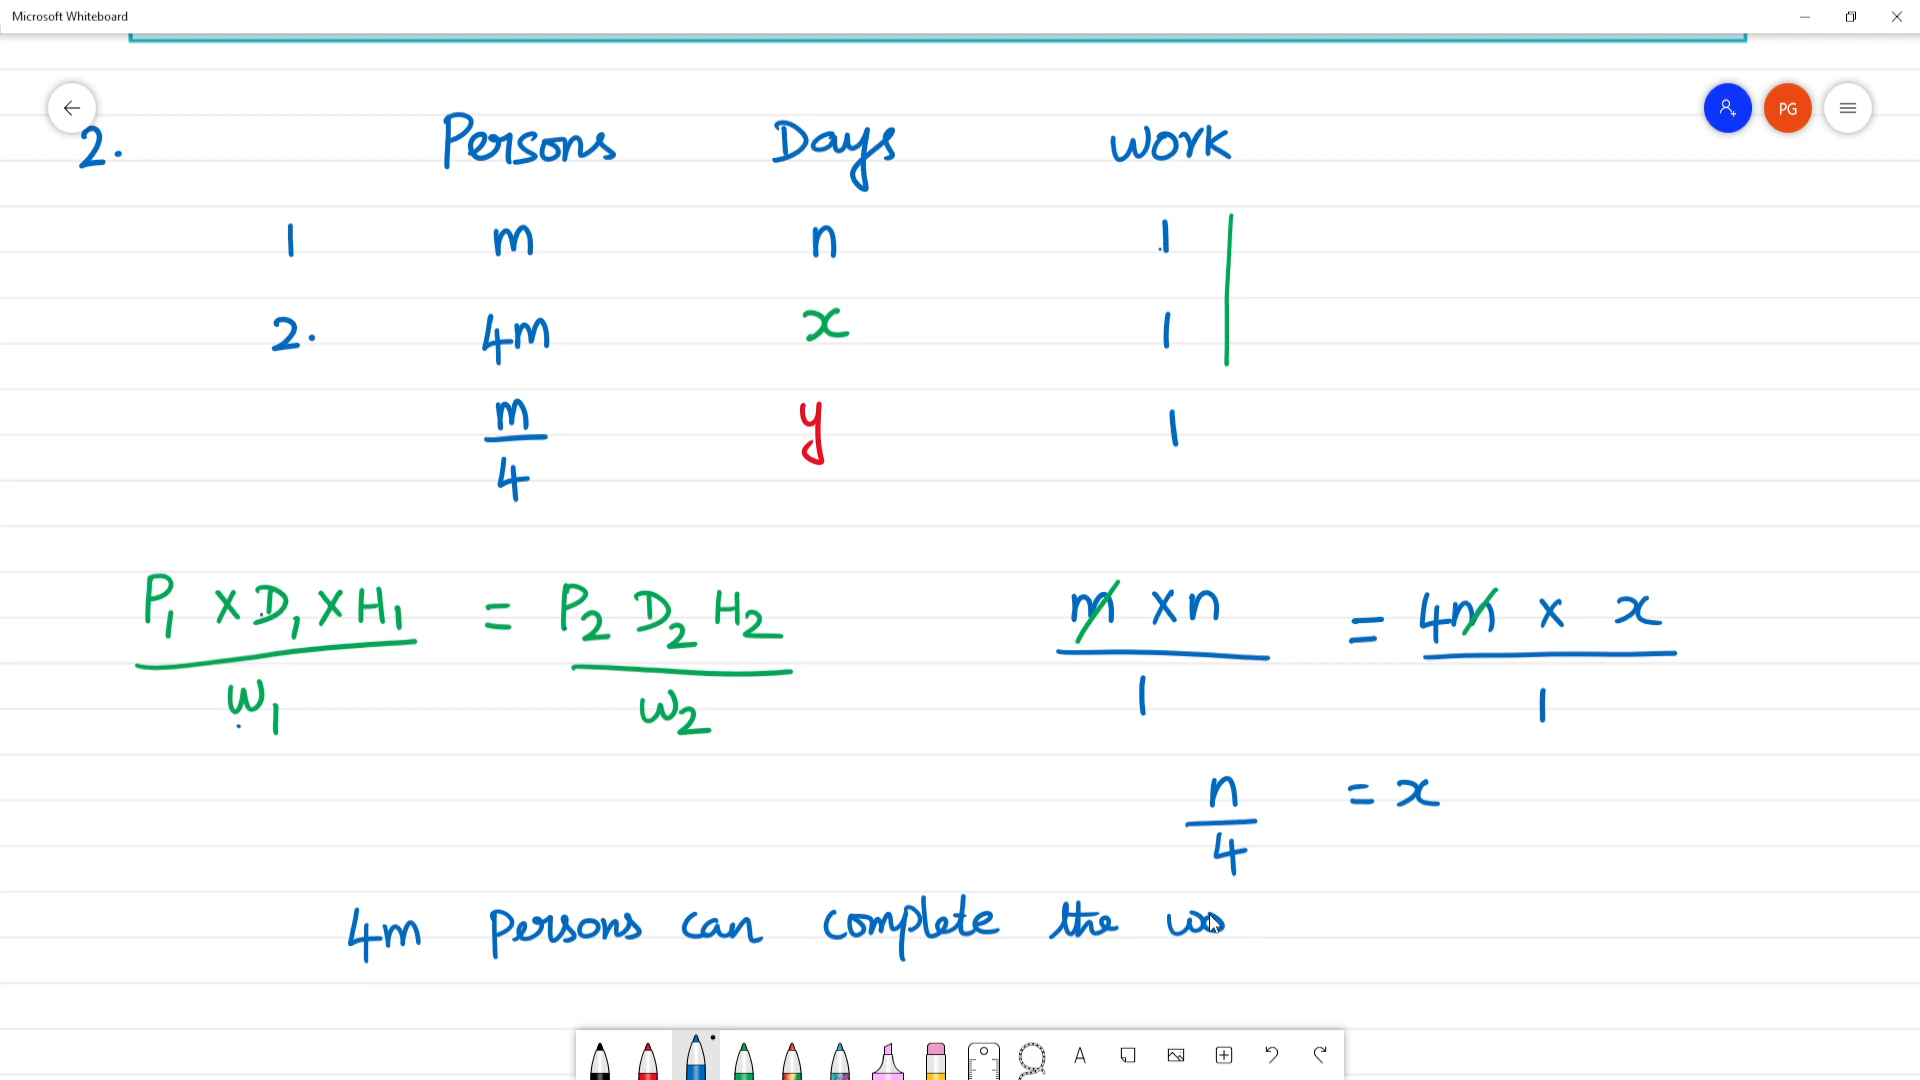 Microsoft Whiteboard
PG
2. Persons Days Work
1 m n 1
2. 4m x 1
m/4 y 1
P₁ × D₁ × H₁ / W₁ = P₂ D₂ H₂ / W₂
m × n / 1 = 4m × x / 1
n/4 = x
4m Persons can complete the wo
A